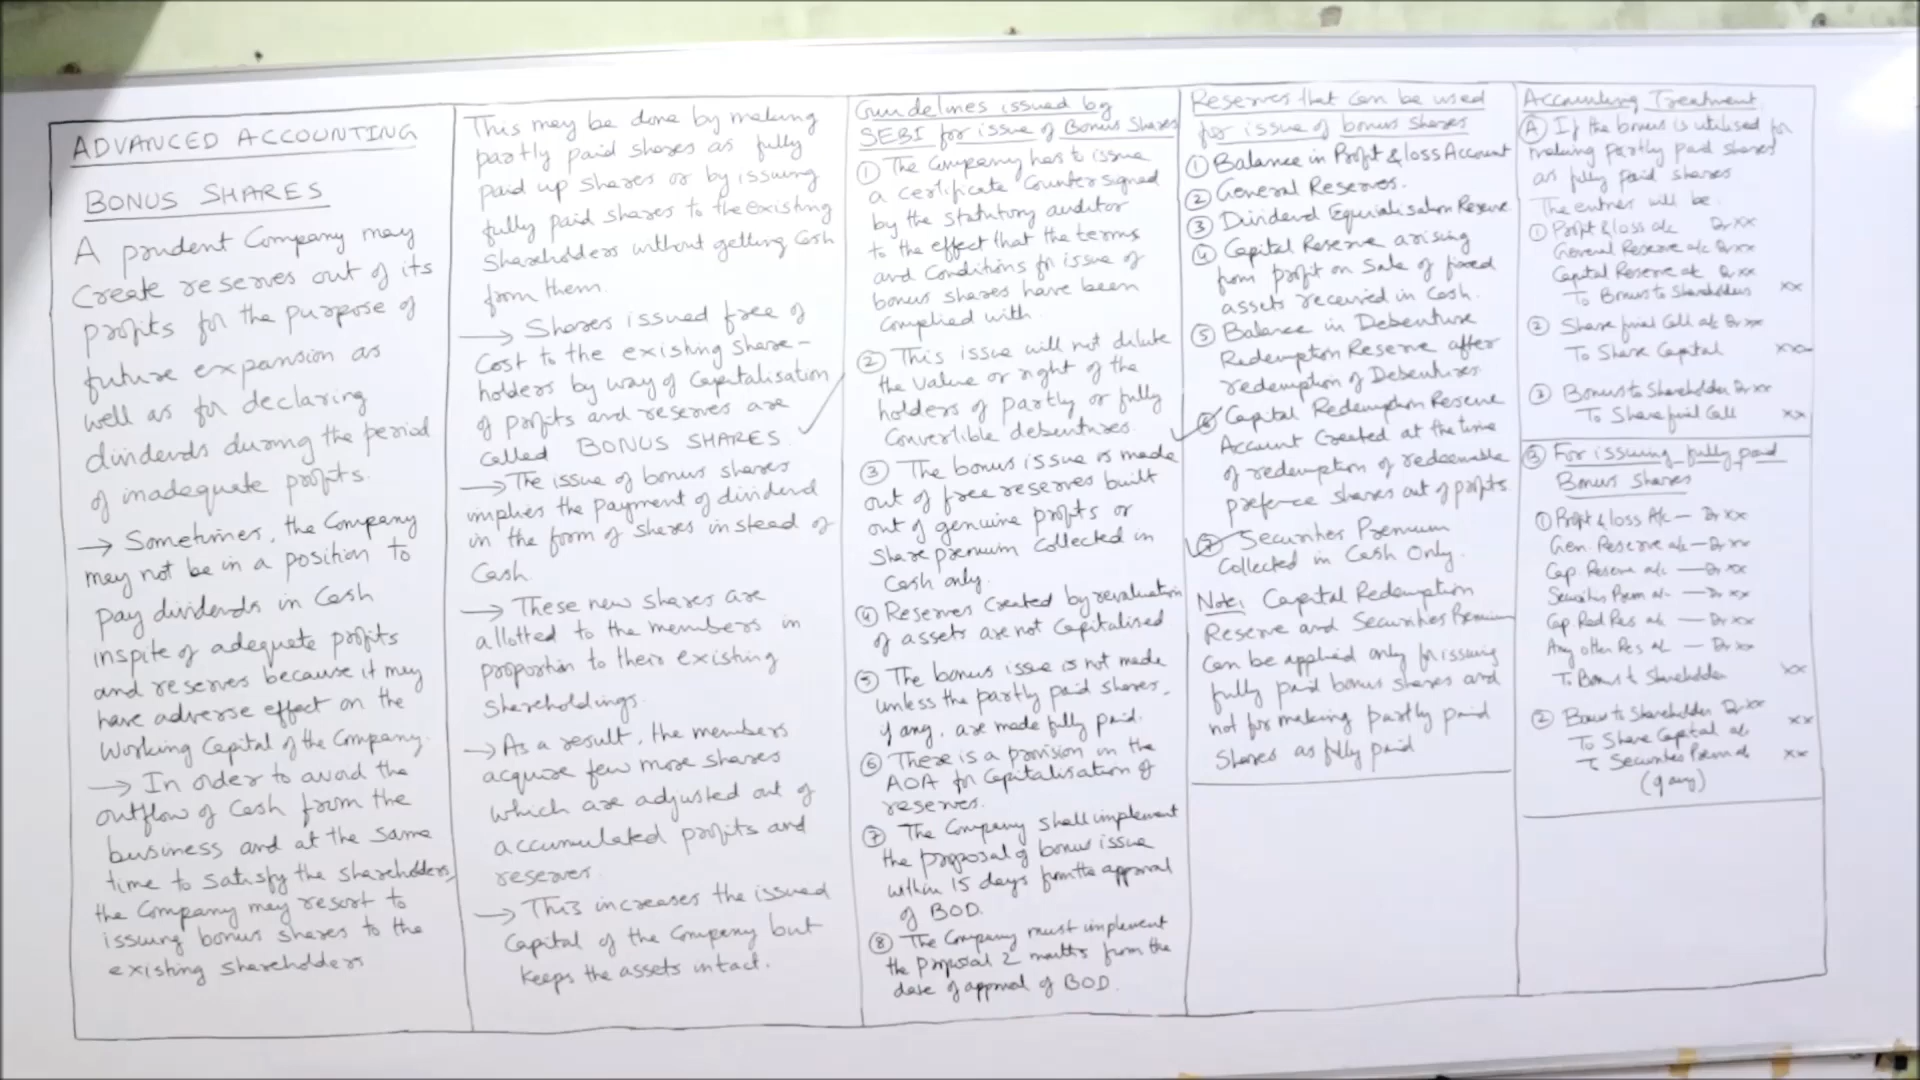 ADVANCED ACCOUNTING
BONUS SHARES
A prudent Company may
Create reserves out of its
profits for the purpose of
future expansion as
well as for declaring
dividends during the period
of inadequate profits.
→ Sometimes, the Company
may not be in a position to
pay dividends in Cash
inspite of adequate profits
and reserves because it may
have adverse effect on the
Working Capital of the Company.
→ In order to avoid the
outflow of Cash from the
business and at the same
time to satisfy the shareholders,
the Company may resort to
issuing bonus shares to the
existing shareholders
This may be done by making
partly paid shares as fully
paid up shares or by issuing
fully paid shares to the existing
Shareholders without getting Cash
from them.
→ Shares issued free of
Cost to the existing share-
holders by way of Capitalisation
of profits and reserves are
called BONUS SHARES.
→ The issue of bonus shares
implies the payment of dividend
in the form of shares instead of
Cash
→ These new shares are
allotted to the members in
proportion to their existing
shareholdings.
→ As a result, the members
acquire few more shares
which are adjusted out of
accumulated profits and
reserves.
→ This increases the issued
Capital of the Company but
keeps the assets intact.
Guidelines issued by
SEBI for issue of Bonus Shares
① The Company has to issue
a certificate Countersigned
by the statutory auditor
to the effect that the terms
and Conditions for issue of
bonus shares have been
Complied with.
② This issue will not dilute
the value or right of the
holders of partly or fully
Convertible debentures.
③ The bonus issue is made
out of free reserves built
out of genuine profits or
Share premium Collected in
Cash only.
④ Reserves Created by revaluation
of assets are not Capitalised
⑤ The bonus issue is not made
unless the partly paid shares,
if any, are made fully paid.
⑥ There is a provision in the
AOA for Capitalisation of
reserves.
⑦ The Company shall implement
the proposal of bonus issue
within 15 days from the approval
of BOD.
⑧ The Company must implement
the proposal 2 months from the
date of approval of BOD.
Reserves that can be used
for issue of bonus shares
① Balance in Profit & loss Account
② General Reserves.
③ Dividend Equialisation Reserve
④ Capital Reserve arising
from profit on Sale of fixed
assets received in Cash.
⑤ Balance in Debenture
Redemption Reserve after
redemption of Debentures.
⑥ Capital Redemption Reserve
Account Created at the time
of redemption of redeemable
prefence shares out of profits
⑦ Securities Premium
Collected in Cash Only.
Note: Capital Redemption
Reserve and Securities Premium
Can be applied only for issuing
fully paid bonus shares and
not for making partly paid
Shares as fully paid
Accounting Treatment
Ⓐ If the bonus is utilised for
making partly paid shares
as fully paid shares
The entries will be
① Profit & loss a/c Dr xx
General Reserve a/c Dr xx
Capital Reserve a/c Dr xx
To Bonus to Shareholders xx
② Share final Call a/c Dr xx
To Share Capital xx
③ Bonus to Shareholder Dr xx
To Share final Call xx
Ⓑ For issuing fully paid
Bonus Shares
① Profit & loss A/c — Dr xx
Gen. Reserve a/c — Dr xx
Cap. Reserve a/c — Dr xx
Securities Prem a/c — Dr xx
Cap Red Res a/c — Dr xx
Any other Res a/c — Dr xx
To Bonus to Shareholder xx
② Bonus to Shareholder Dr xx
To Share Capital a/c xx
To Securities Prem a/c xx
(if any)